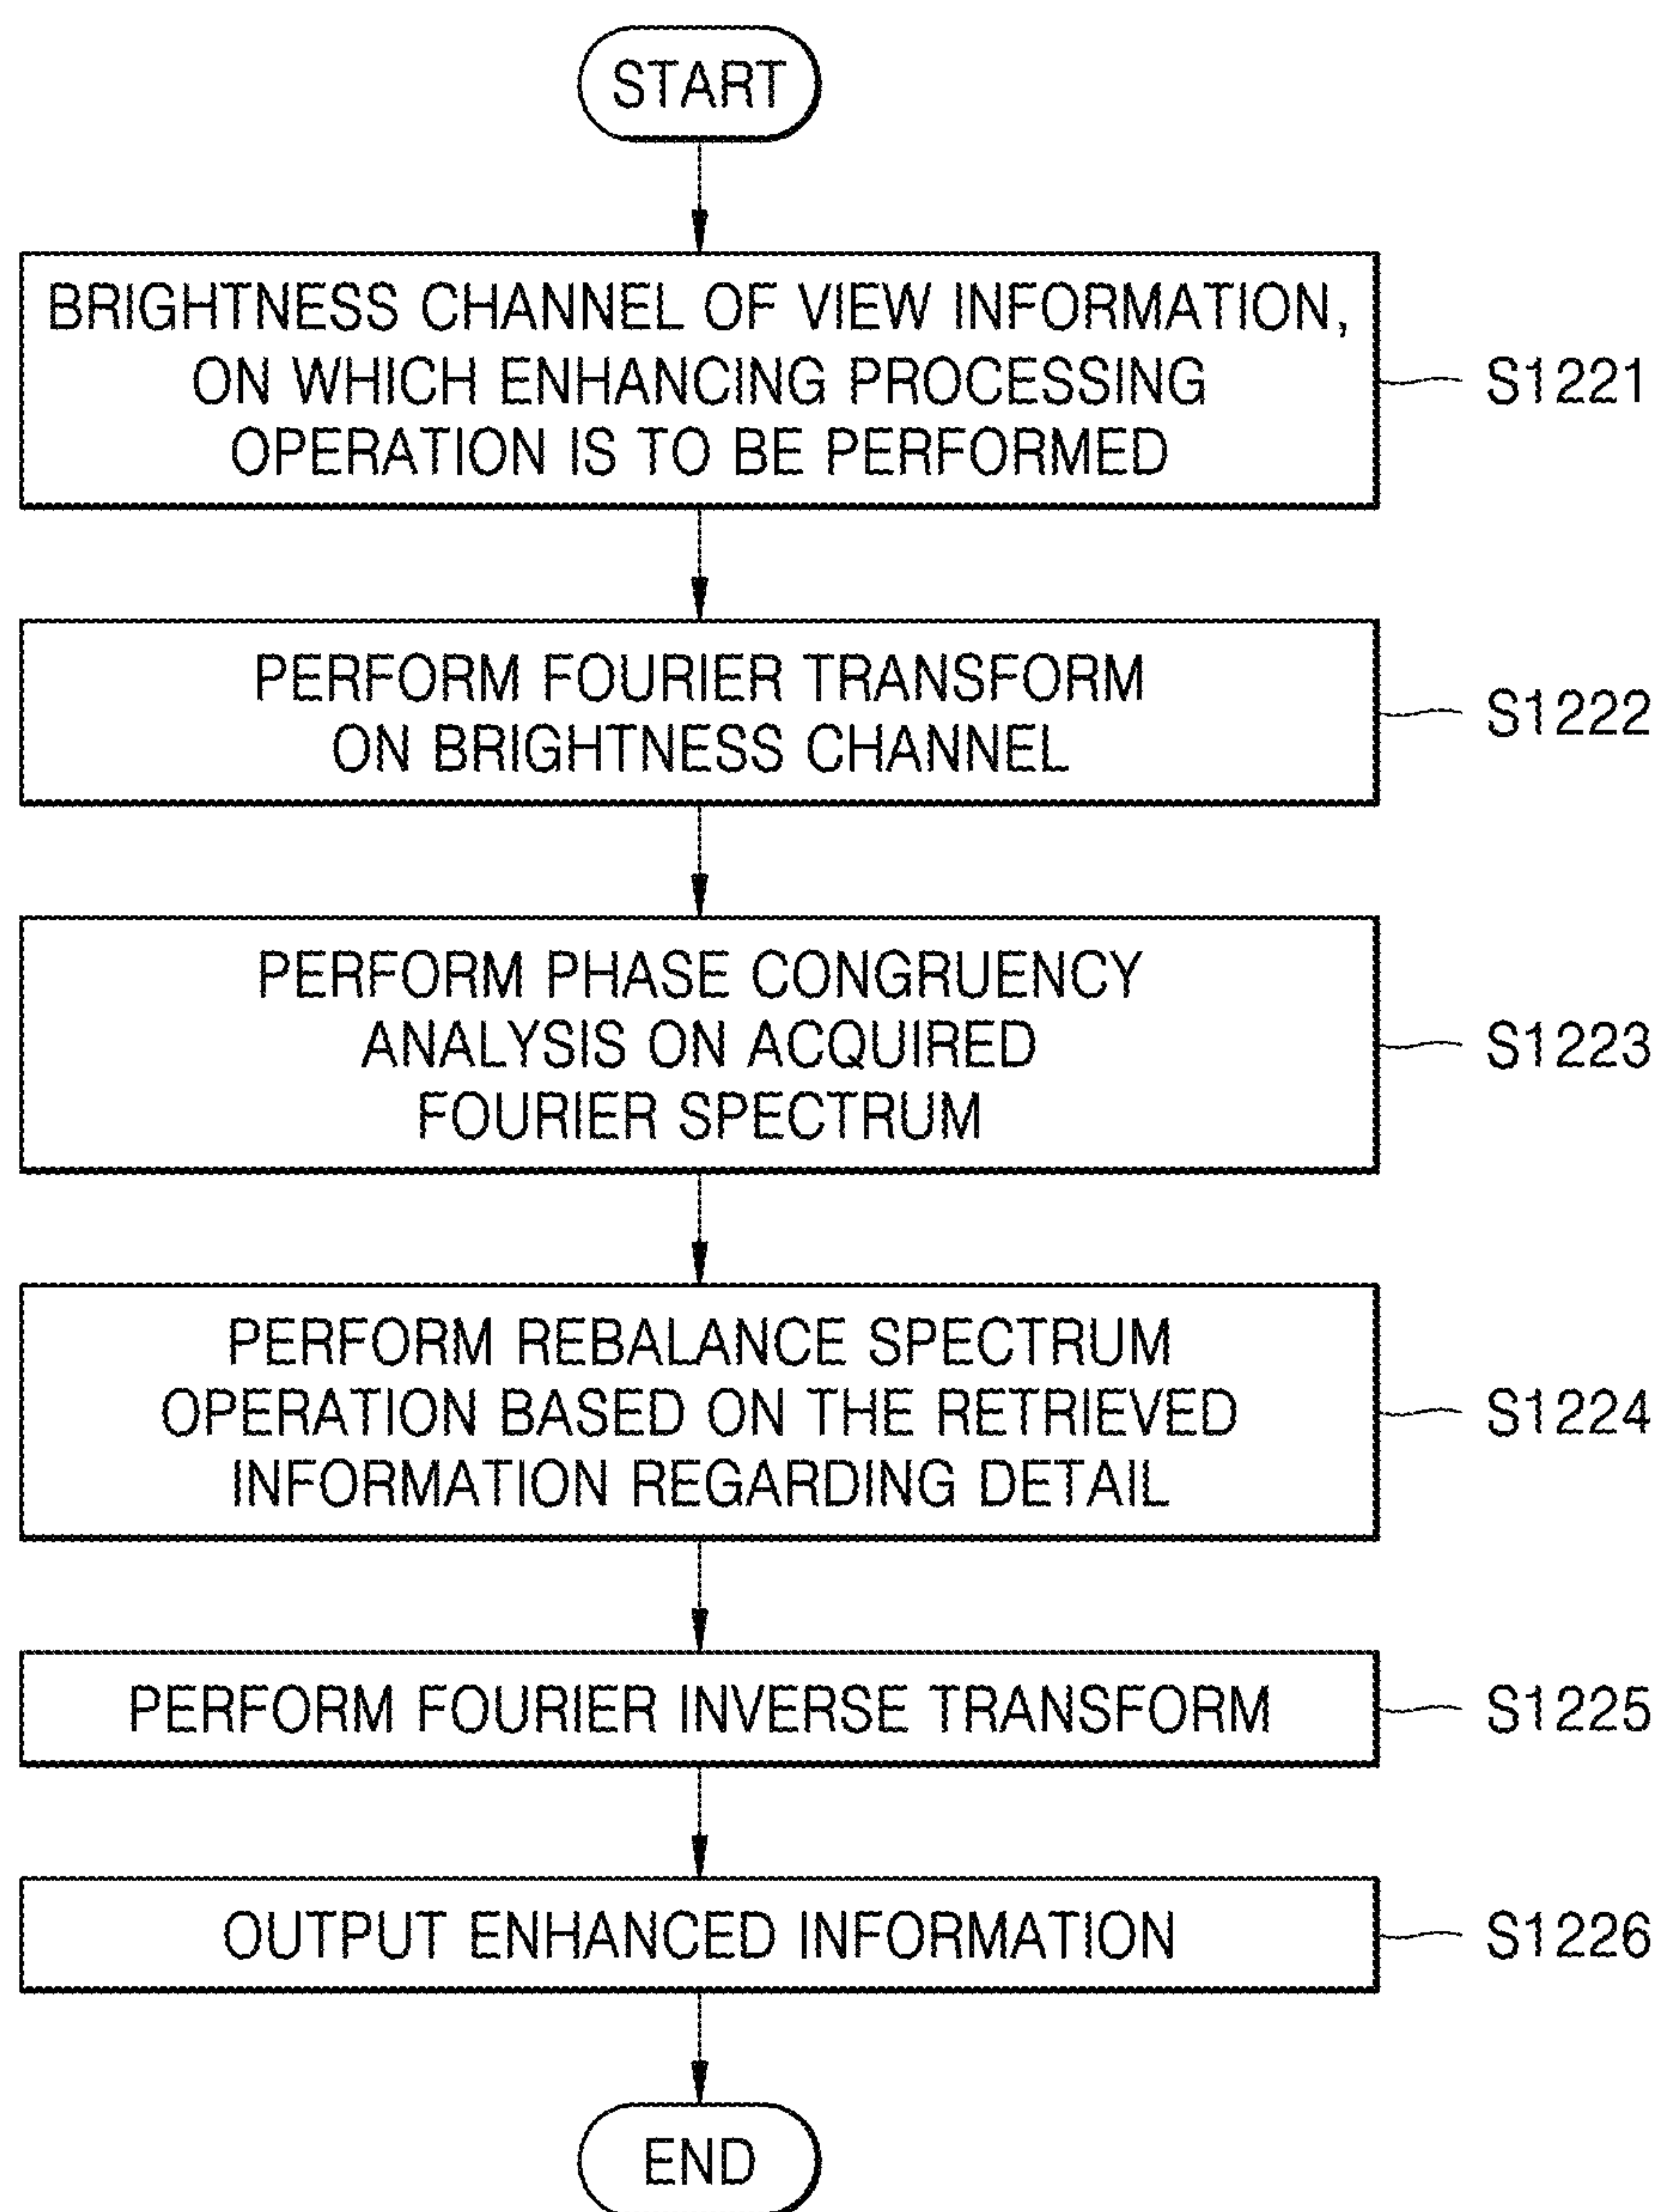 START
BRIGHTNESS CHANNEL OF VIEW INFORMATION,
ON WHICH ENHANCING PROCESSING
OPERATION IS TO BE PERFORMED
S1221
PERFORM FOURIER TRANSFORM
ON BRIGHTNESS CHANNEL
S1222
PERFORM PHASE CONGRUENCY
ANALYSIS ON ACQUIRED
FOURIER SPECTRUM
S1223
PERFORM REBALANCE SPECTRUM
OPERATION BASED ON THE RETRIEVED
INFORMATION REGARDING DETAIL
S1224
PERFORM FOURIER INVERSE TRANSFORM
S1225
OUTPUT ENHANCED INFORMATION
S1226
END